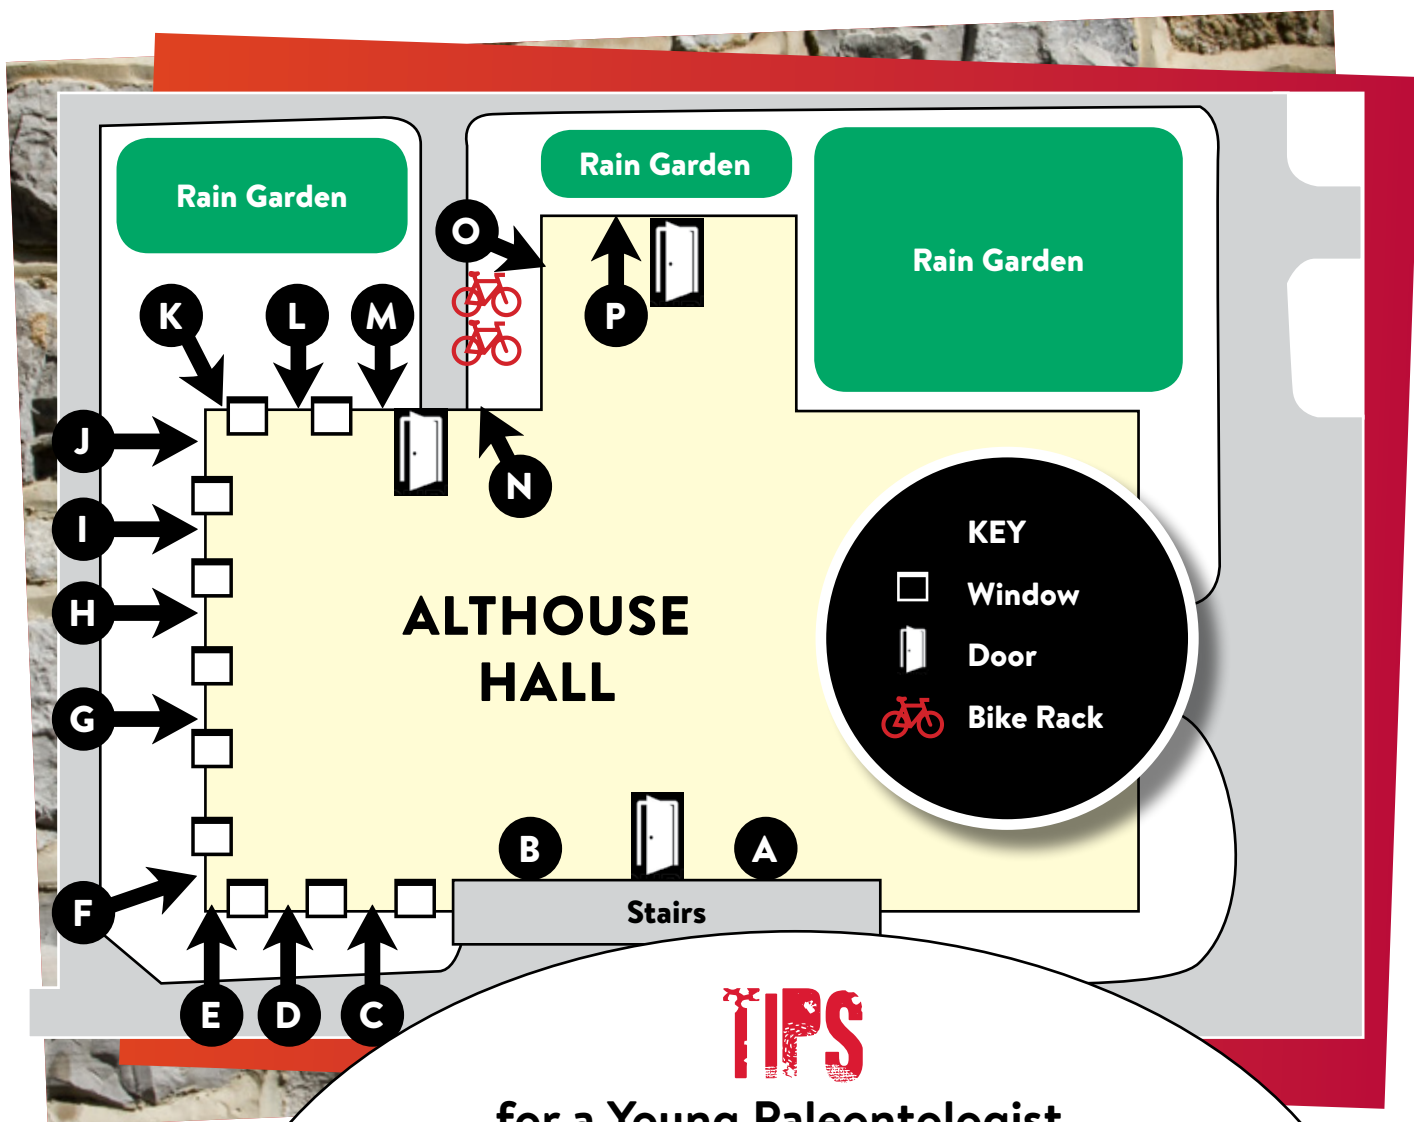 Rain Garden
Rain Garden
Rain Garden
O
K
L
M
P
J
N
I
H
G
F
ALTHOUSE
HALL
KEY
Window
Door
Bike Rack
B
A
Stairs
E
D
C
TIPS
for a Young Paleontologist